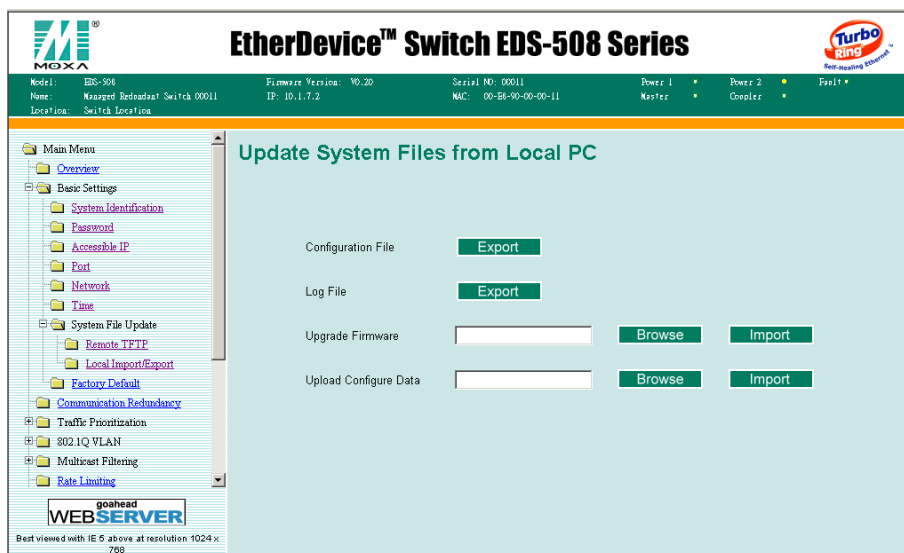 MOXA ®
EtherDevice™ Switch EDS-508 Series
Turbo
Ring
Self-Healing Ethernet
Model: EDS-508 Firmware Version: V0.20 Serial NO: 00011 Power 1 Power 2 Fault
Name: Managed Redundant Switch 00011 IP: 10.1.7.2 MAC: 00-E6-90-00-00-11 Master Coupler
Location: Switch Location
Main Menu
Overview
Basic Settings
System Identification
Password
Accessible IP
Port
Network
Time
System File Update
Remote TFTP
Local Import/Export
Factory Default
Communication Redundancy
Traffic Prioritization
802.1Q VLAN
Multicast Filtering
Rate Limiting
goahead
WEBSERVER
Best viewed with IE 5 above at resolution 1024 x
768
Update System Files from Local PC
Configuration File Export
Log File Export
Upgrade Firmware Browse Import
Upload Configure Data Browse Import